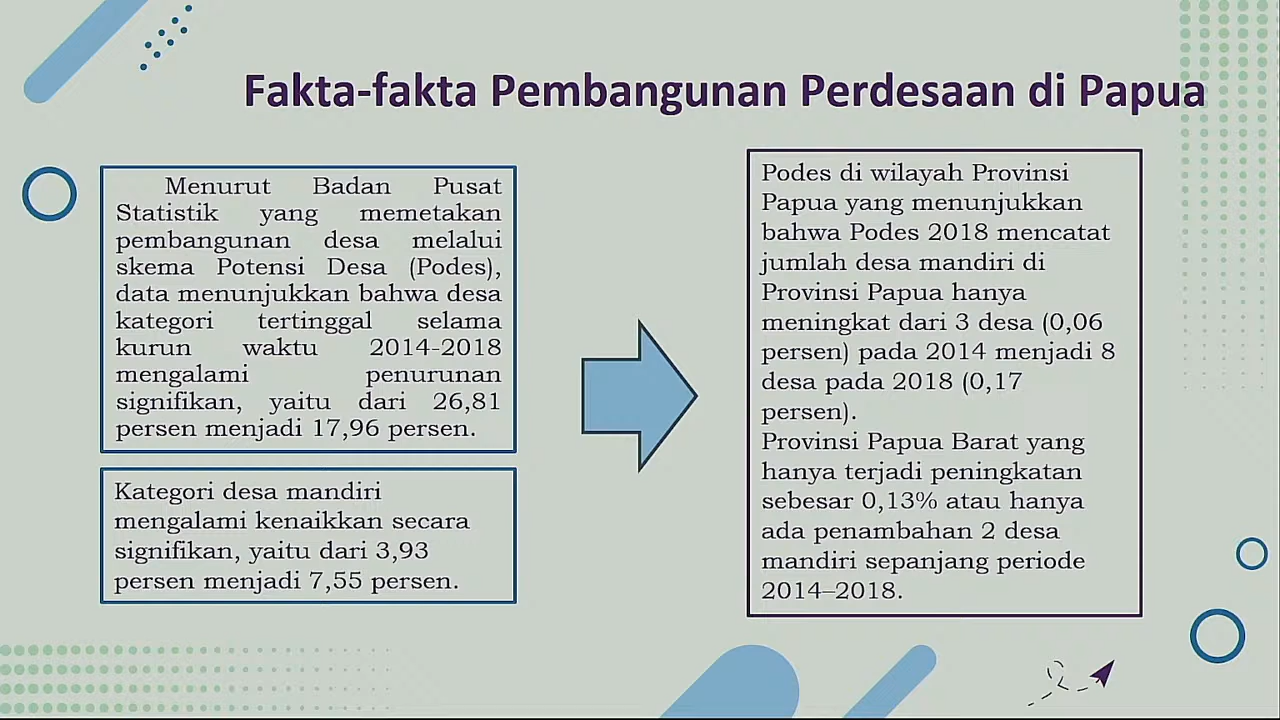 Fakta-fakta Pembangunan Perdesaan di Papua
Menurut Badan Pusat
Statistik yang memetakan
pembangunan desa melalui
skema Potensi Desa (Podes),
data menunjukkan bahwa desa
kategori tertinggal selama
kurun waktu 2014-2018
mengalami penurunan
signifikan, yaitu dari 26,81
persen menjadi 17,96 persen.
Kategori desa mandiri
mengalami kenaikkan secara
signifikan, yaitu dari 3,93
persen menjadi 7,55 persen.
Podes di wilayah Provinsi
Papua yang menunjukkan
bahwa Podes 2018 mencatat
jumlah desa mandiri di
Provinsi Papua hanya
meningkat dari 3 desa (0,06
persen) pada 2014 menjadi 8
desa pada 2018 (0,17
persen).
Provinsi Papua Barat yang
hanya terjadi peningkatan
sebesar 0,13% atau hanya
ada penambahan 2 desa
mandiri sepanjang periode
2014–2018.